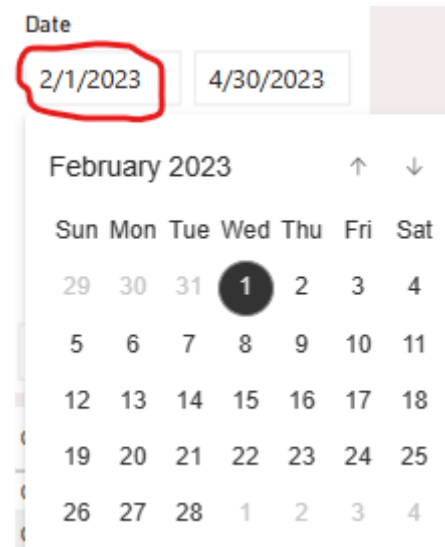 Date
2/1/2023 4/30/2023
February 2023 ↑ ↓
Sun Mon Tue Wed Thu Fri Sat
29 30 31 1 2 3 4
5 6 7 8 9 10 11
12 13 14 15 16 17 18
19 20 21 22 23 24 25
26 27 28 1 2 3 4